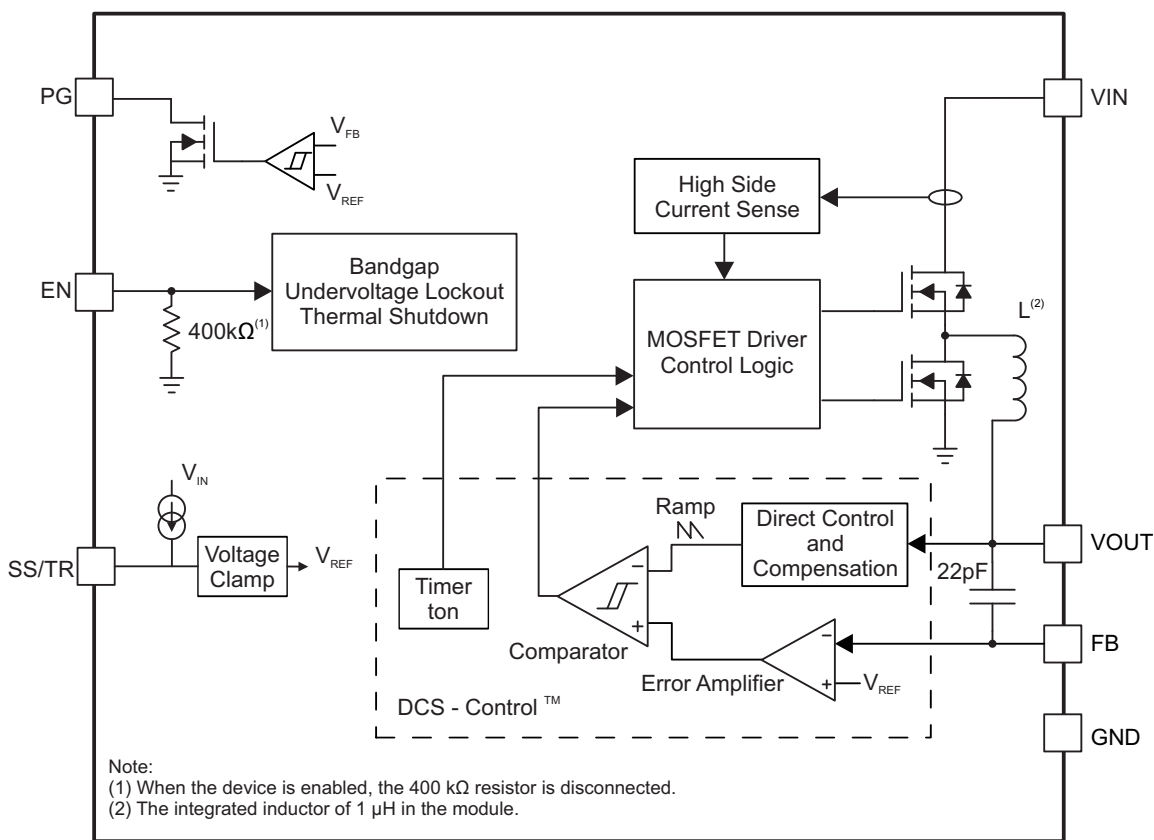 PG
VFB
VREF
VIN
High Side
Current Sense
EN
400kΩ(1)
Bandgap
Undervoltage Lockout
Thermal Shutdown
MOSFET Driver
Control Logic
L(2)
VIN
SS/TR
Voltage
Clamp
VREF
Timer
ton
Ramp
Direct Control
and
Compensation
VOUT
22pF
−
+
Comparator
−
+
VREF
Error Amplifier
FB
DCS - Control ™
GND
Note:
(1) When the device is enabled, the 400 kΩ resistor is disconnected.
(2) The integrated inductor of 1 µH in the module.